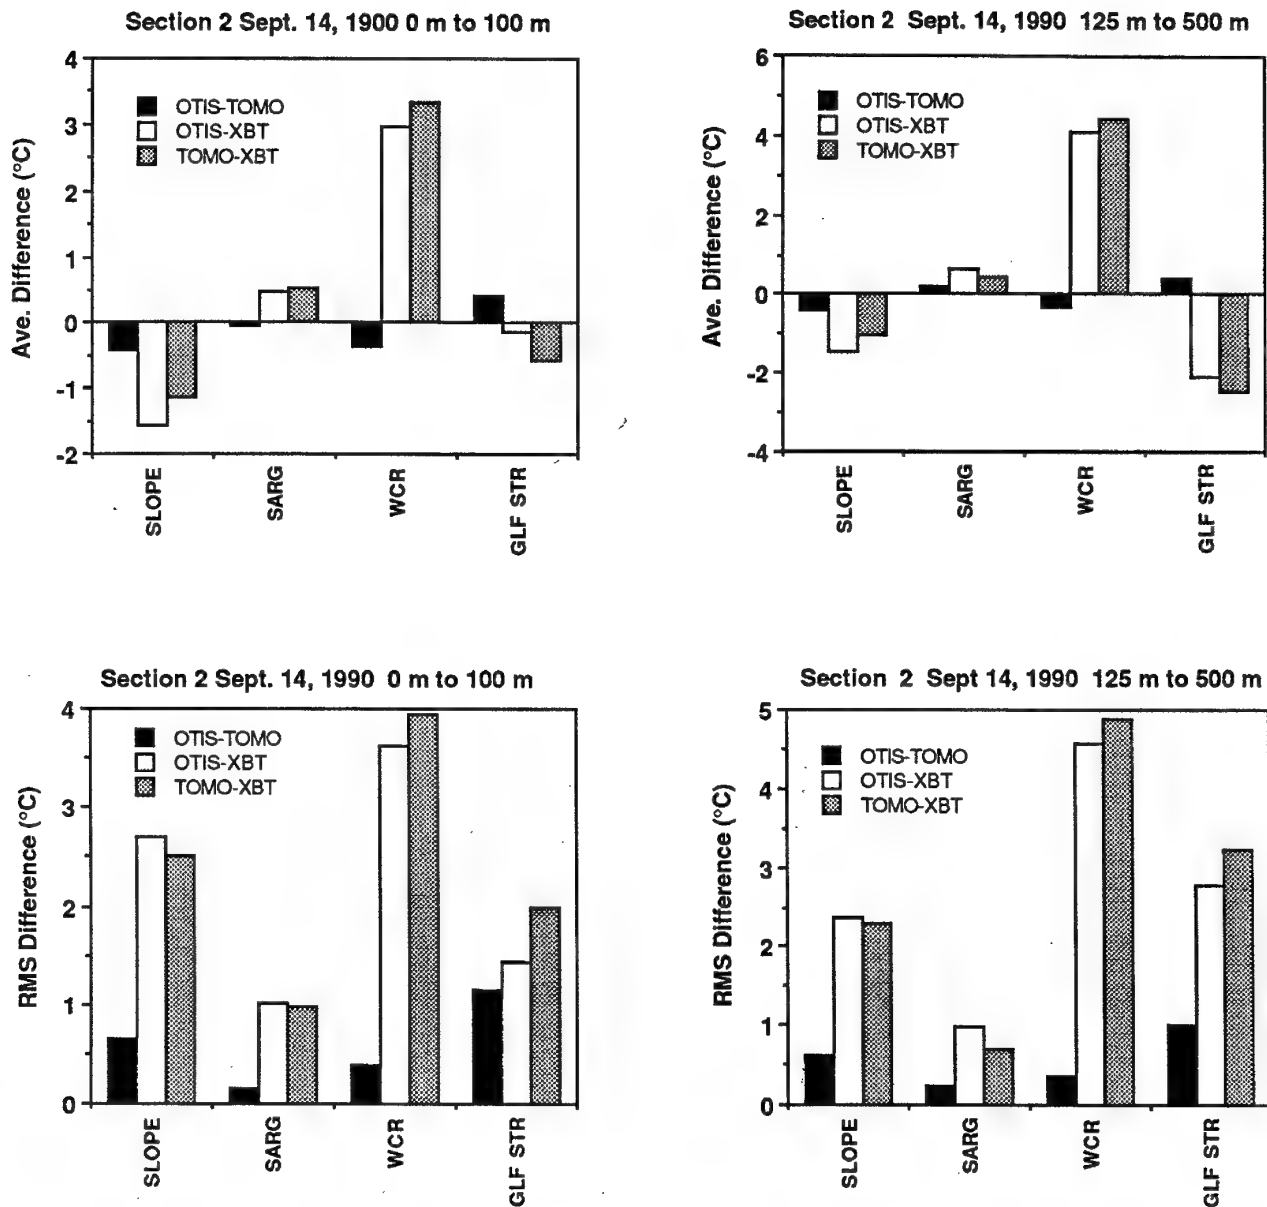 Section 2 Sept. 14, 1900 0 m to 100 m
Ave. Difference (°C)
4
3
2
1
0
-1
-2
OTIS-TOMO
OTIS-XBT
TOMO-XBT
SLOPE
SARG
WCR
GLF STR
Section 2 Sept. 14, 1990 125 m to 500 m
Ave. Difference (°C)
6
4
2
0
-2
-4
OTIS-TOMO
OTIS-XBT
TOMO-XBT
SLOPE
SARG
WCR
GLF STR
Section 2 Sept. 14, 1990 0 m to 100 m
RMS Difference (°C)
4
3
2
1
0
OTIS-TOMO
OTIS-XBT
TOMO-XBT
SLOPE
SARG
WCR
GLF STR
Section 2 Sept 14, 1990 125 m to 500 m
RMS Difference (°C)
5
4
3
2
1
0
OTIS-TOMO
OTIS-XBT
TOMO-XBT
SLOPE
SARG
WCR
GLF STR